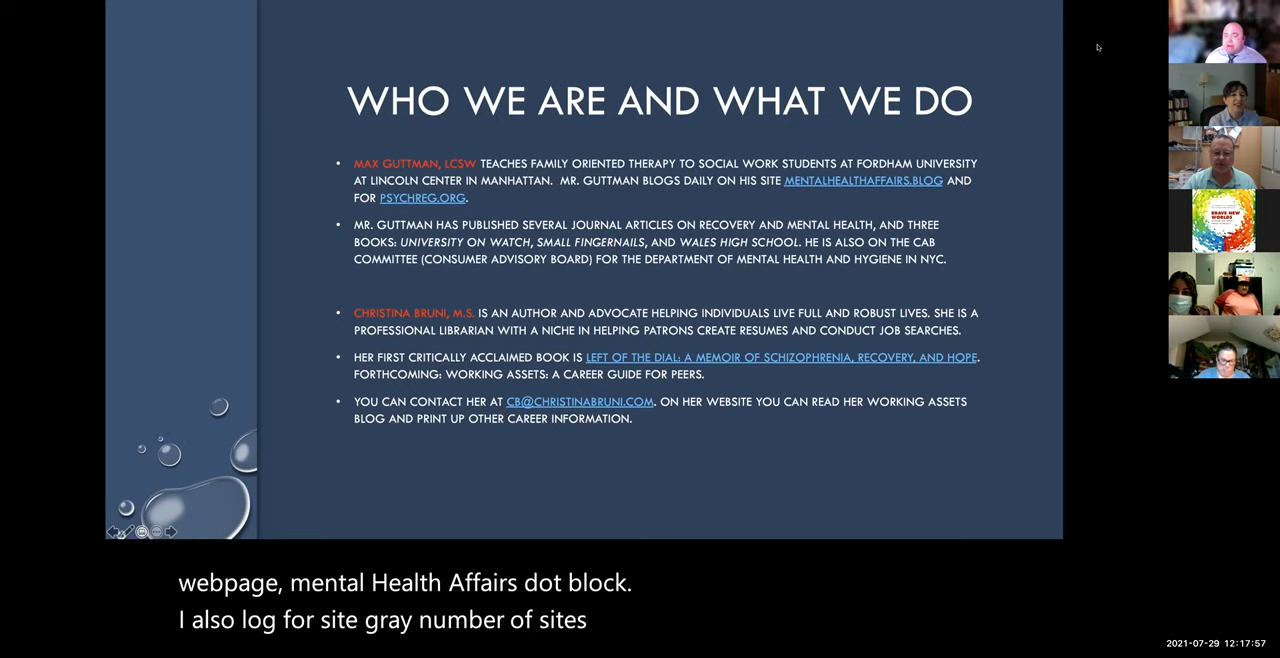 WHO WE ARE AND WHAT WE DO
• MAX GUTTMAN, LCSW TEACHES FAMILY ORIENTED THERAPY TO SOCIAL WORK STUDENTS AT FORDHAM UNIVERSITY
AT LINCOLN CENTER IN MANHATTAN. MR. GUTTMAN BLOGS DAILY ON HIS SITE MENTALHEALTHAFFAIRS.BLOG AND
FOR PSYCHREG.ORG.
• MR. GUTTMAN HAS PUBLISHED SEVERAL JOURNAL ARTICLES ON RECOVERY AND MENTAL HEALTH, AND THREE
BOOKS: UNIVERSITY ON WATCH, SMALL FINGERNAILS, AND WALES HIGH SCHOOL. HE IS ALSO ON THE CAB
COMMITTEE (CONSUMER ADVISORY BOARD) FOR THE DEPARTMENT OF MENTAL HEALTH AND HYGIENE IN NYC.
• CHRISTINA BRUNI, M.S. IS AN AUTHOR AND ADVOCATE HELPING INDIVIDUALS LIVE FULL AND ROBUST LIVES. SHE IS A
PROFESSIONAL LIBRARIAN WITH A NICHE IN HELPING PATRONS CREATE RESUMES AND CONDUCT JOB SEARCHES.
• HER FIRST CRITICALLY ACCLAIMED BOOK IS LEFT OF THE DIAL: A MEMOIR OF SCHIZOPHRENIA, RECOVERY, AND HOPE.
FORTHCOMING: WORKING ASSETS: A CAREER GUIDE FOR PEERS.
• YOU CAN CONTACT HER AT CB@CHRISTINABRUNI.COM. ON HER WEBSITE YOU CAN READ HER WORKING ASSETS
BLOG AND PRINT UP OTHER CAREER INFORMATION.
BRAVE NEW
WORLDS
webpage, mental Health Affairs dot block.
I also log for site gray number of sites
2021-07-29 12:17:57